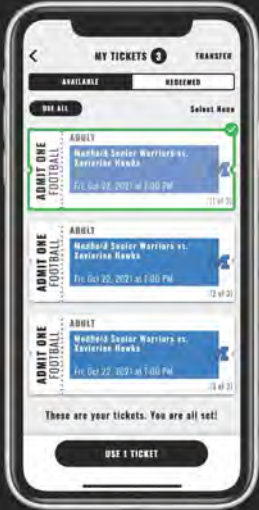 MY TICKETS 3
TRANSFER
AVAILABLE
REDEEMED
USE ALL
Select None
ADMIT ONE
FOOTBALL
ADULT
Medfield Senior Warriors vs.
Xaverian Hawks
Fri, Oct 22, 2021 at 7:00 PM
(1 of 3)
ADMIT ONE
FOOTBALL
ADULT
Medfield Senior Warriors vs.
Xaverian Hawks
Fri, Oct 22, 2021 at 7:00 PM
(2 of 3)
ADMIT ONE
FOOTBALL
ADULT
Medfield Senior Warriors vs.
Xaverian Hawks
Fri, Oct 22, 2021 at 7:00 PM
(3 of 3)
These are your tickets. You are all set!
USE 1 TICKET